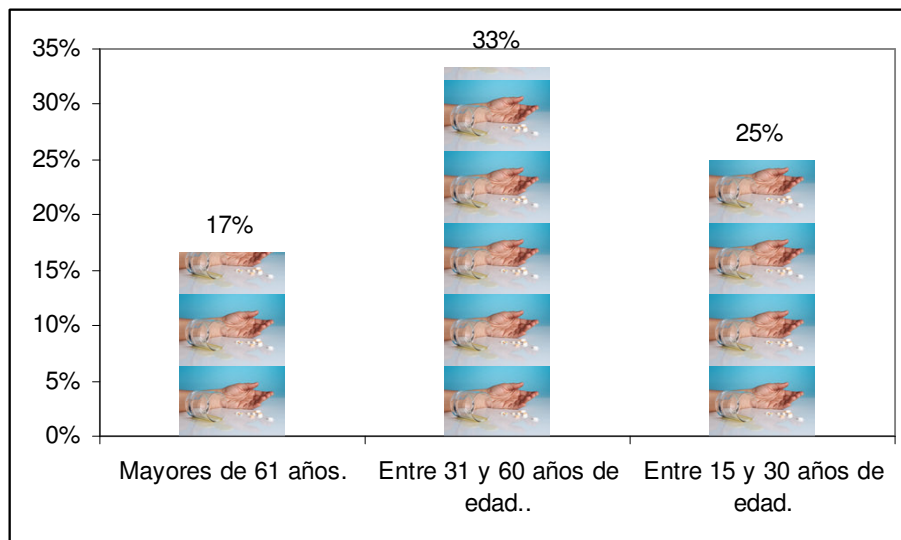 35%
30%
25%
20%
15%
10%
5%
0%
17%
33%
25%
Mayores de 61 años.
Entre 31 y 60 años de
edad..
Entre 15 y 30 años de
edad.